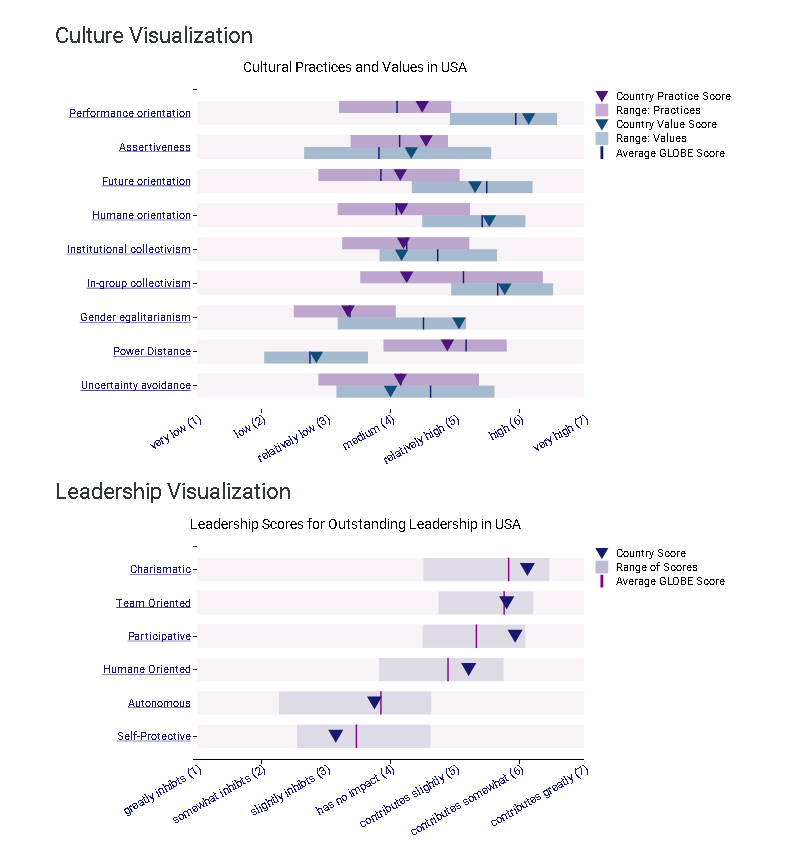 Culture Visualization
Cultural Practices and Values in USA
Country Practice Score
Range: Practices
Country Value Score
Range: Values
Average GLOBE Score
Performance orientation
Assertiveness
Future orientation
Humane orientation
Institutional collectivism
In-group collectivism
Gender egalitarianism
Power Distance
Uncertainty avoidance
very low (1)
low (2)
relatively low (3)
medium (4)
relatively high (5)
high (6)
very high (7)
Leadership Visualization
Leadership Scores for Outstanding Leadership in USA
Country Score
Range of Scores
Average GLOBE Score
Charismatic
Team Oriented
Participative
Humane Oriented
Autonomous
Self-Protective
greatly inhibts (1)
somewhat inhibts (2)
slightly inhibts (3)
has no impact (4)
contributes slightly (5)
contributes somewhat (6)
contributes greatly (7)